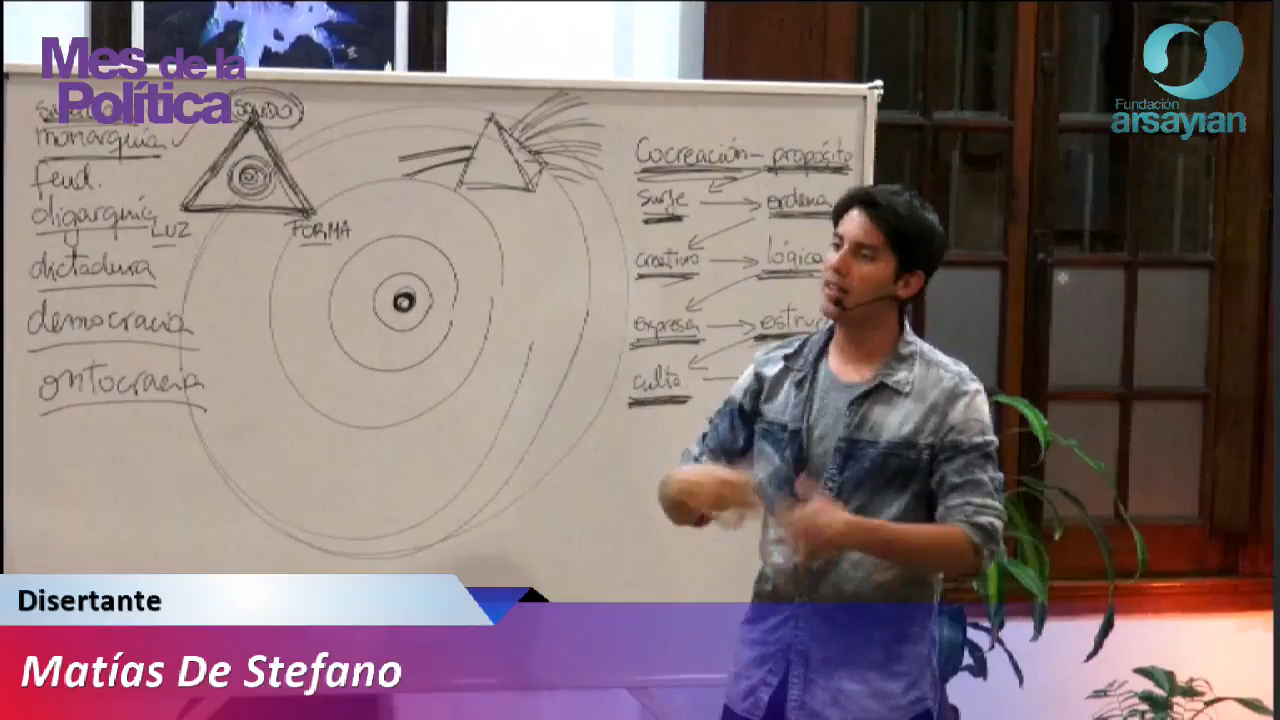 Mes de la
Política
Fundación
arsayian
SONIDO
monarquía
feud.
oligarquía
LUZ
FORMA
dictadura
democracia
ontocracia
Cocreación - propósito
surge → ordena
creativo → lógica
expresa →
culto
Disertante
Matías De Stefano